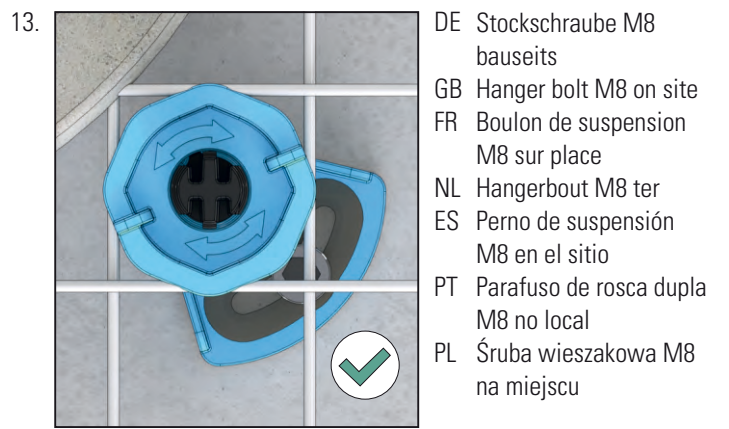 13.
DE Stockschraube M8
bauseits
GB Hanger bolt M8 on site
FR Boulon de suspension
M8 sur place
NL Hangerbout M8 ter
ES Perno de suspensión
M8 en el sitio
PT Parafuso de rosca dupla
M8 no local
PL Śruba wieszakowa M8
na miejscu